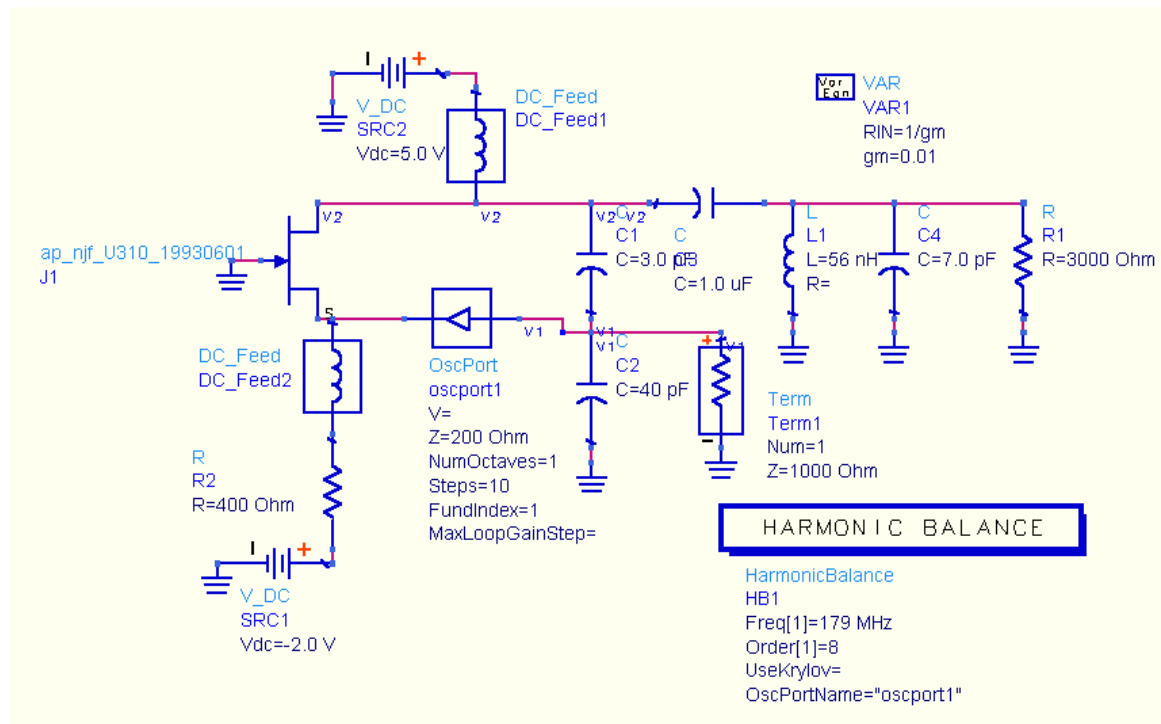 V_DC
SRC2
Vdc=5.0 V
DC_Feed
DC_Feed1
Var
Eqn
VAR
VAR1
RIN=1/gm
gm=0.01
v2
v2
v2
v2
ap_njf_U310_19930601
J1
C
C1
C=3.0 pF
C
C3
C=1.0 uF
L
L1
L=56 nH
R=
C
C4
C=7.0 pF
R
R1
R=3000 Ohm
S
v1
v1
v1
v1
DC_Feed
DC_Feed2
OscPort
oscport1
V=
Z=200 Ohm
NumOctaves=1
Steps=10
FundIndex=1
MaxLoopGainStep=
C
C2
C=40 pF
Term
Term1
Num=1
Z=1000 Ohm
R
R2
R=400 Ohm
V_DC
SRC1
Vdc=-2.0 V
HARMONIC BALANCE
HarmonicBalance
HB1
Freq[1]=179 MHz
Order[1]=8
UseKrylov=
OscPortName="oscport1"